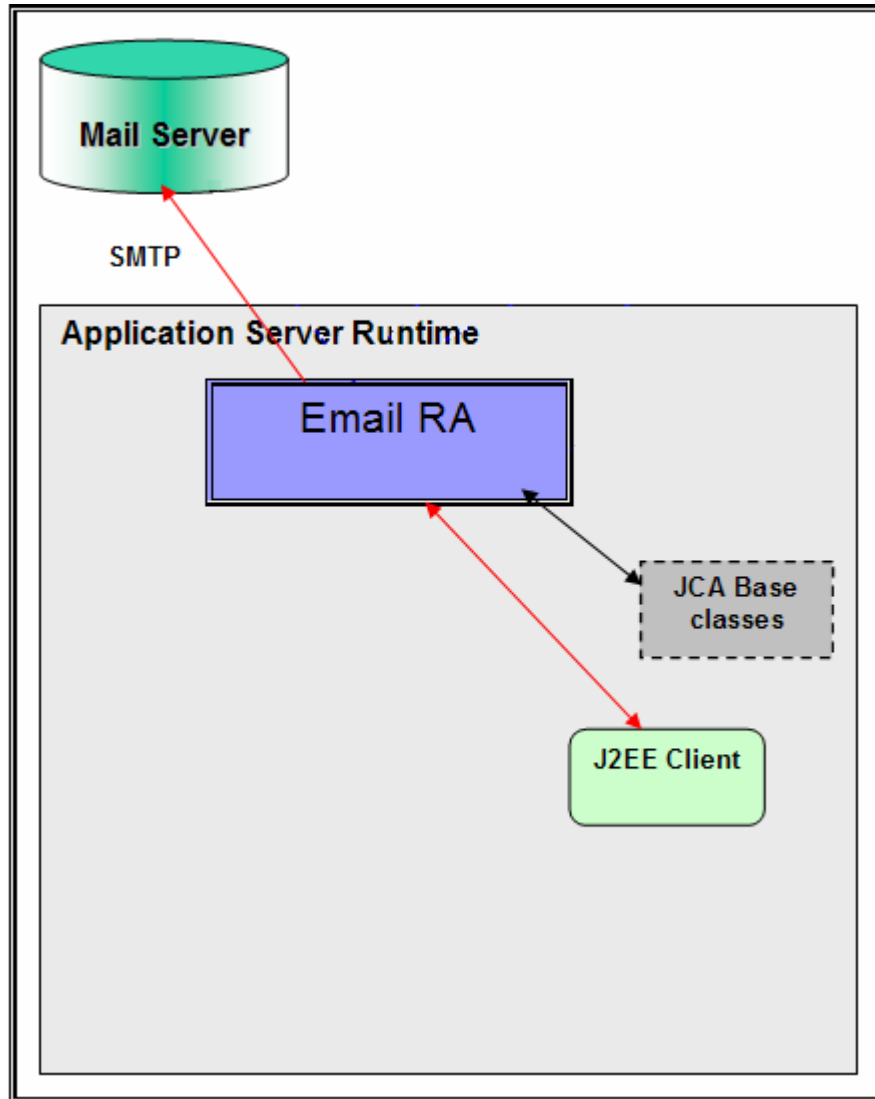 Mail Server
SMTP
Application Server Runtime
Email RA
JCA Base
classes
J2EE Client